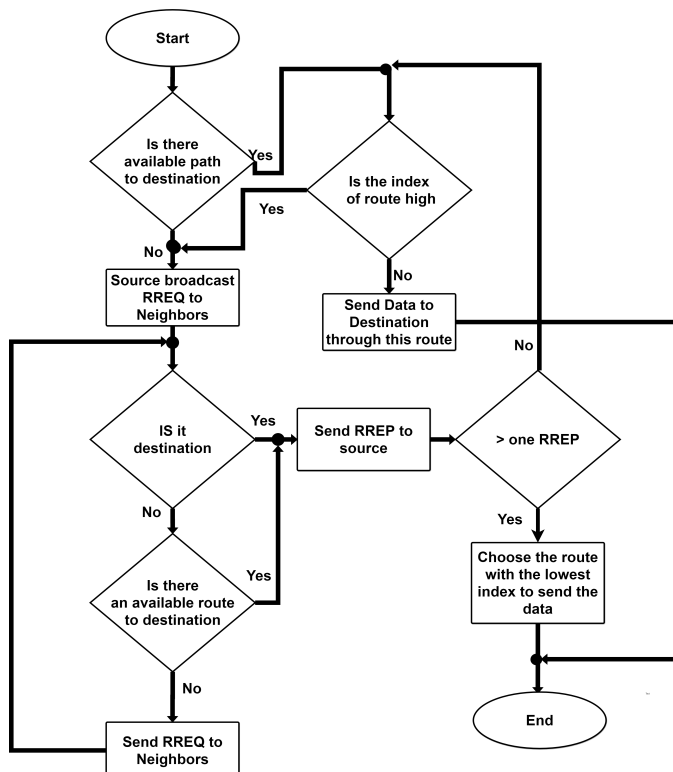 Start
Is there
available path
to destination
Yes
Is the index
of route high
Yes
No
No
Source broadcast
RREQ to
Neighbors
Send Data to
Destination
through this route
No
IS it
destination
Yes
Send RREP to
source
> one RREP
No
Yes
Is there
an available route
to destination
Yes
Choose the route
with the lowest
index to send the
data
No
Send RREQ to
Neighbors
End